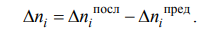 Δnᵢ = Δnᵢ^посл − Δnᵢ^пред .